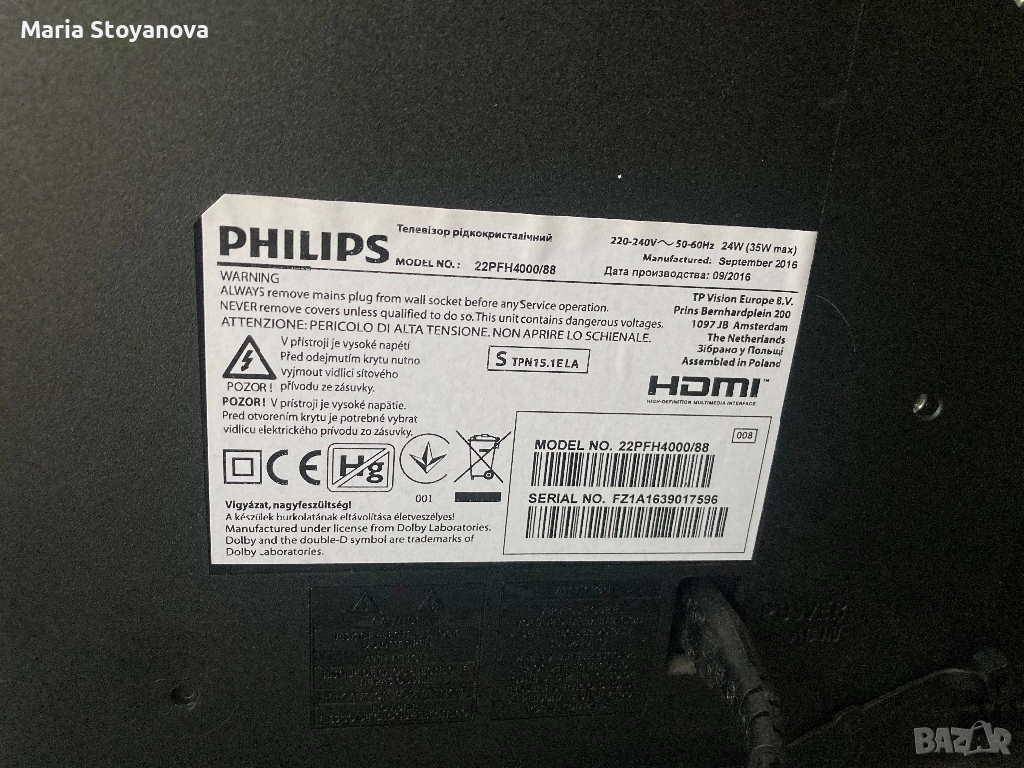 Maria Stoyanova
PHILIPS
Телевізор рідкокристалічний
MODEL NO.: 22PFH4000/88
220-240V~ 50-60Hz 24W (35W max)
Manufactured: September 2016
Дата производства: 09/2016
WARNING
ALWAYS remove mains plug from wall socket before any Service operation.
NEVER remove covers unless qualified to do so. This unit contains dangerous voltages.
ATTENZIONE: PERICOLO DI ALTA TENSIONE. NON APRIRE LO SCHIENALE.
TP Vision Europe B.V.
Prins Bernhardplein 200
1097 JB Amsterdam
The Netherlands
Зібрано у Польщі
Assembled in Poland
V přístroji je vysoké napětí
Před odejmutím krytu nutno
vyjmout vidlici síťového
POZOR! přívodu ze zásuvky.
S TPN15.1E LA
HDMI™
HIGH-DEFINITION MULTIMEDIA INTERFACE
POZOR! V prístroji je vysoké napätie.
Pred otvorením krytu je potrebné vybrat
vidlicu elektrického prívodu zo zásuvky.
CE
Hg
001
008
MODEL NO. 22PFH4000/88
SERIAL NO. FZ1A1639017596
Vigyázat, nagyfeszültség!
A készülék burkolatának eltávolítása életveszélyes!
Manufactured under license from Dolby Laboratories.
Dolby and the double-D symbol are trademarks of
Dolby Laboratories.
POWER
BAZAR